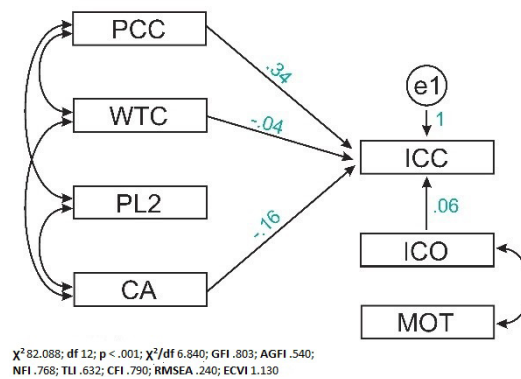 PCC
.34
e1
WTC
-.04
1
ICC
PL2
-.16
.06
ICO
CA
MOT
χ² 82.088; df 12; p < .001; χ²/df 6.840; GFI .803; AGFI .540;
NFI .768; TLI .632; CFI .790; RMSEA .240; ECVI 1.130